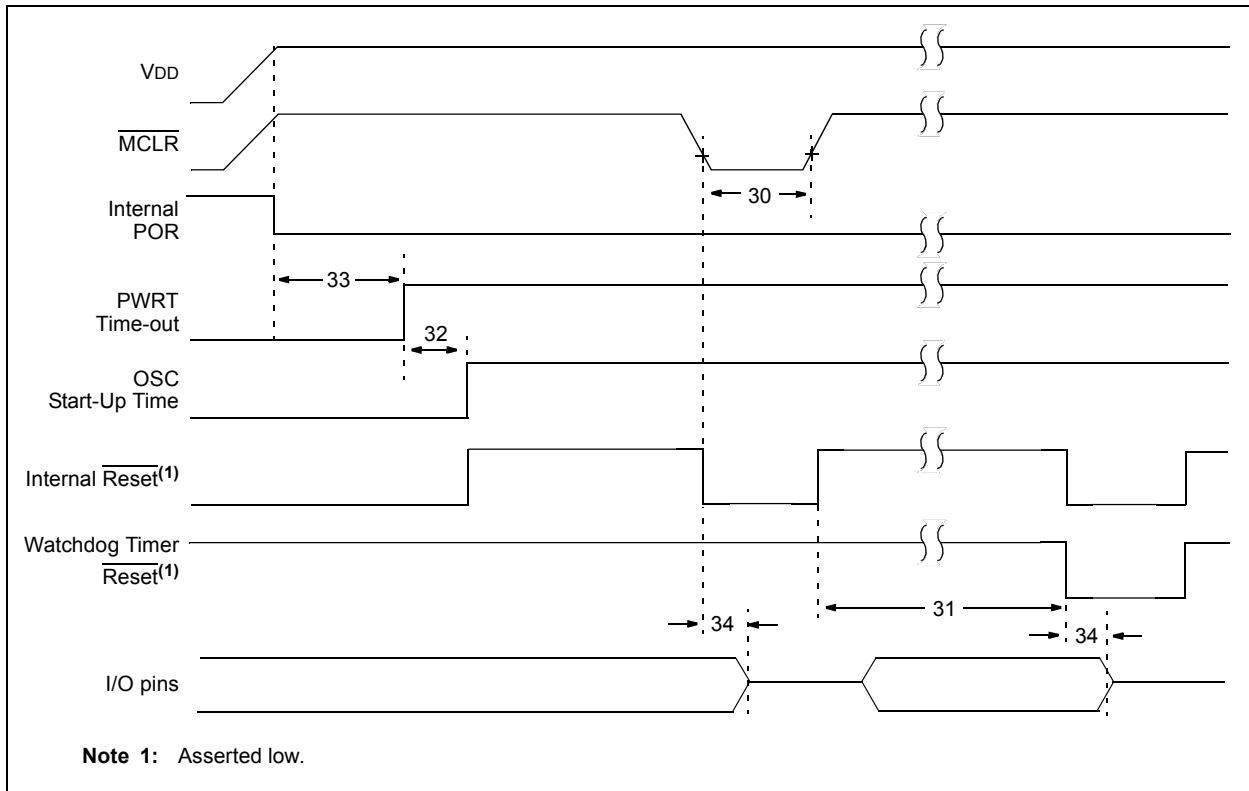 VDD
MCLR
30
Internal
POR
33
PWRT
Time-out
32
OSC
Start-Up Time
Internal Reset(1)
Watchdog Timer
Reset(1)
31
34
34
I/O pins
Note 1: Asserted low.